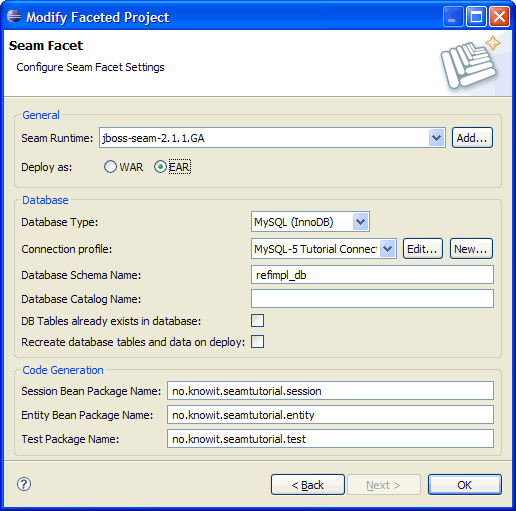 Modify Faceted Project
Seam Facet
Configure Seam Facet Settings
General
Seam Runtime: jboss-seam-2.1.1.GA Add...
Deploy as: WAR EAR
Database
Database Type: MySQL (InnoDB)
Connection profile: MySQL-5 Tutorial Connect Edit... New...
Database Schema Name: refimpl_db
Database Catalog Name:
DB Tables already exists in database:
Recreate database tables and data on deploy:
Code Generation
Session Bean Package Name: no.knowit.seamtutorial.session
Entity Bean Package Name: no.knowit.seamtutorial.entity
Test Package Name: no.knowit.seamtutorial.test
? < Back Next > OK